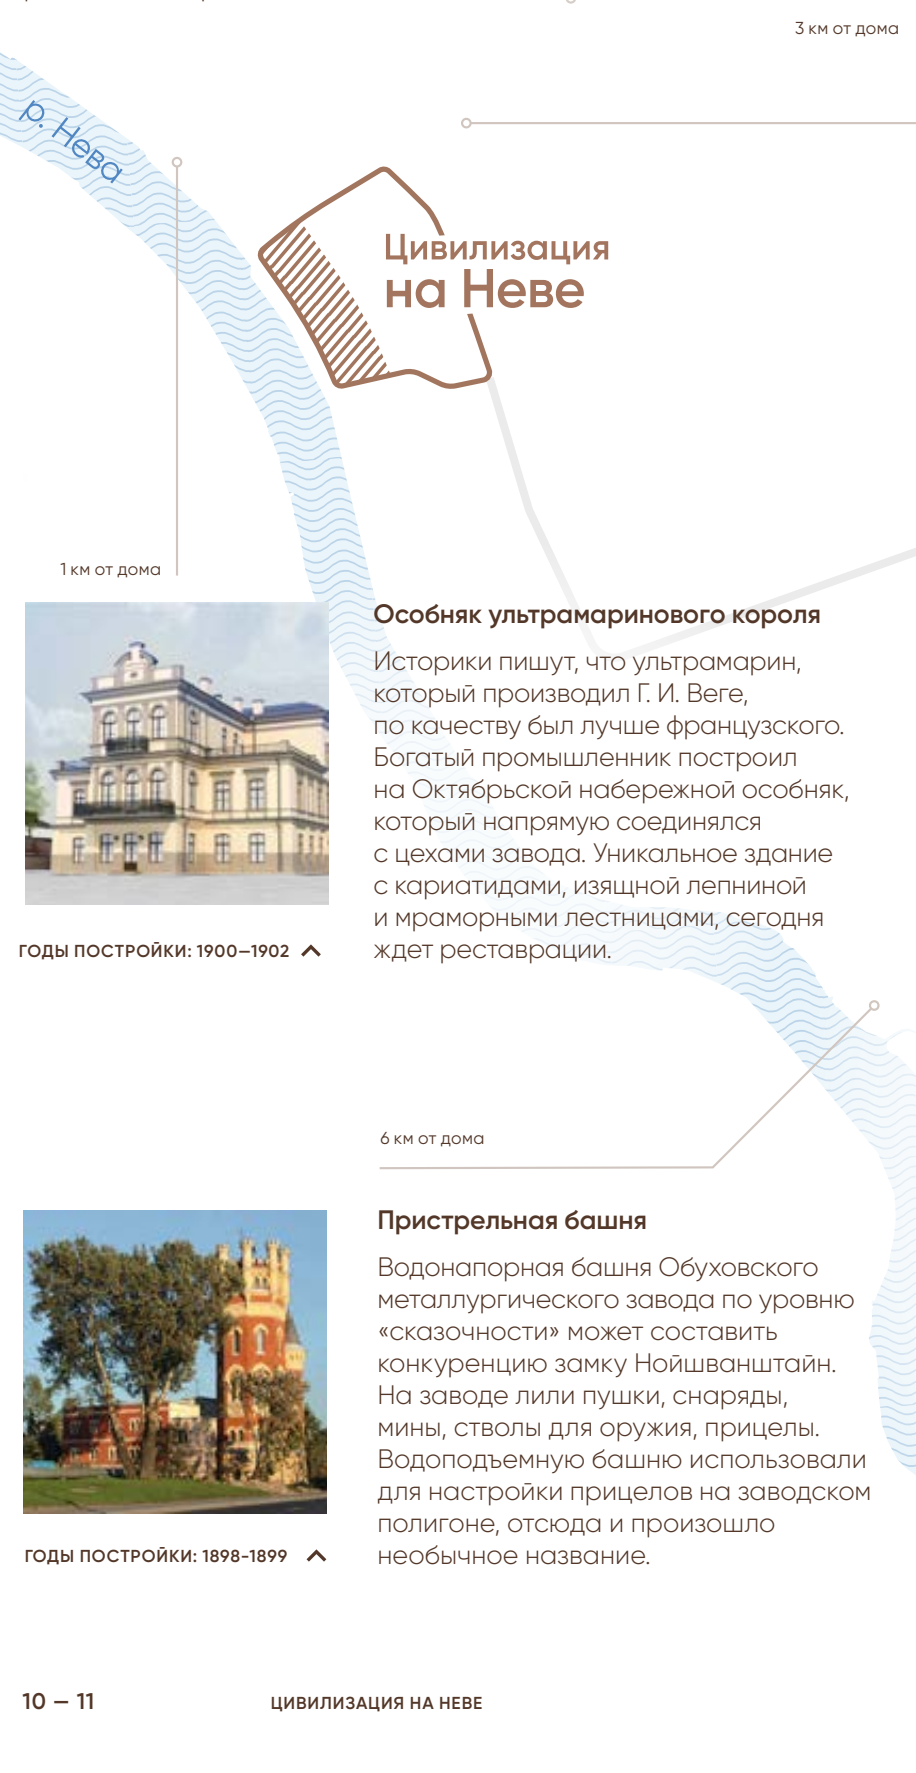 3 км от дома
р. Нева
Цивилизация
на Неве
1 км от дома
Особняк ультрамаринового короля
Историки пишут, что ультрамарин,
который производил Г. И. Веге,
по качеству был лучше французского.
Богатый промышленник построил
на Октябрьской набережной особняк,
который напрямую соединялся
с цехами завода. Уникальное здание
с кариатидами, изящной лепниной
и мраморными лестницами, сегодня
ждет реставрации.
ГОДЫ ПОСТРОЙКИ: 1900—1902
6 км от дома
Пристрельная башня
Водонапорная башня Обуховского
металлургического завода по уровню
«сказочности» может составить
конкуренцию замку Нойшванштайн.
На заводе лили пушки, снаряды,
мины, стволы для оружия, прицелы.
Водоподъемную башню использовали
для настройки прицелов на заводском
полигоне, отсюда и произошло
необычное название.
ГОДЫ ПОСТРОЙКИ: 1898-1899
10 — 11
ЦИВИЛИЗАЦИЯ НА НЕВЕ